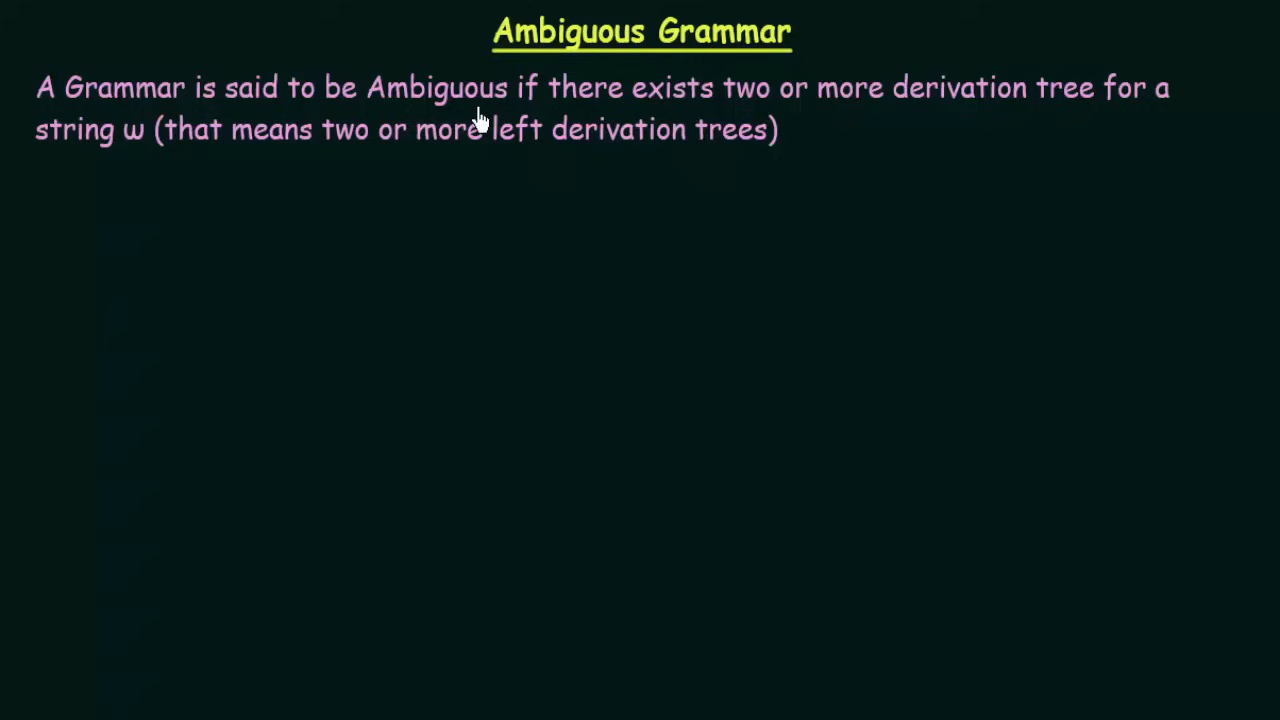 Ambiguous Grammar
A Grammar is said to be Ambiguous if there exists two or more derivation tree for a
string ω (that means two or more left derivation trees)